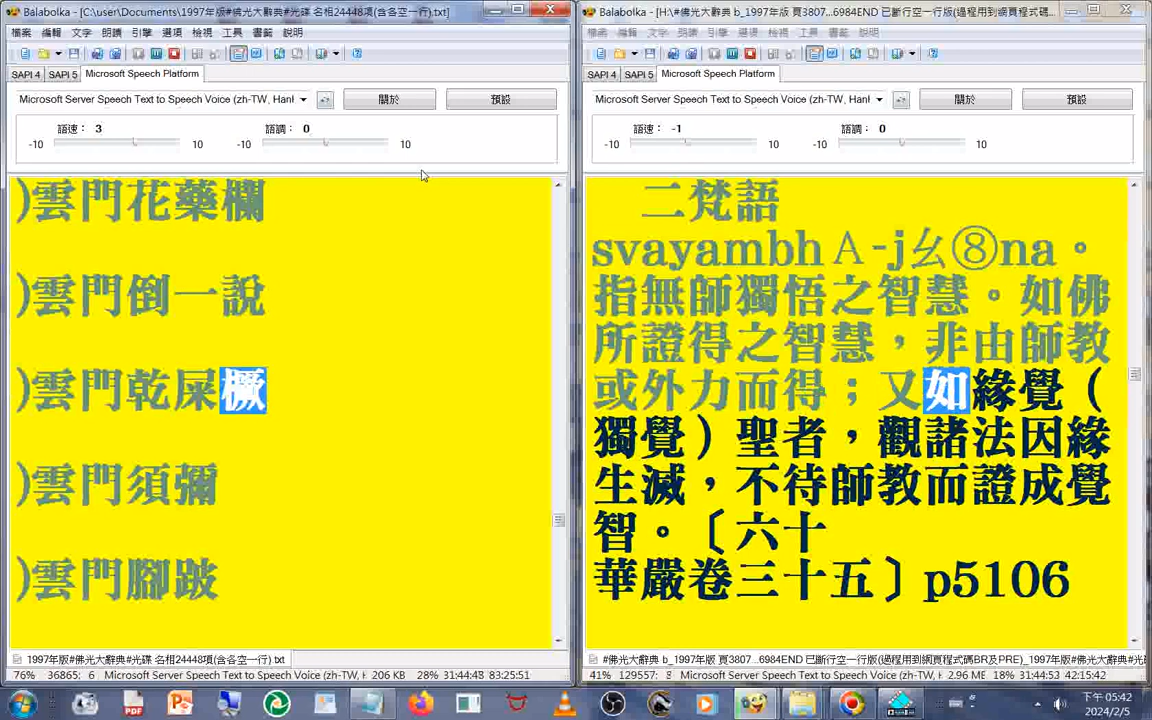 Balabolka - [C:\user\Documents\1997年版#佛光大辭典#光碟 名相24448項(含各空一行).txt]
檔案 編輯 文字 朗讀 引擎 選項 檢視 工具 書籤 說明
SAPI 4 SAPI 5 Microsoft Speech Platform
Microsoft Server Speech Text to Speech Voice (zh-TW, Hanl
關於 預設
語速： 3 語調： 0
-10 10 -10 10
)雲門花藥欄
)雲門倒一說
)雲門乾屎橛
)雲門須彌
)雲門腳跛
1997年版#佛光大辭典#光碟 名相24448項(含各空一行).txt
76% 36865: 6 Microsoft Server Speech Text to Speech Voice (zh-TW, H 206 KB 28% 31:44:48 83:25:51
Balabolka - [H:\#佛光大辭典 b_1997年版 頁3807...6984END 已斷行空一行版(過程用到網頁程式碼
檔案 編輯 文字 朗讀 引擎 選項 檢視 工具 書籤 說明
SAPI 4 SAPI 5 Microsoft Speech Platform
Microsoft Server Speech Text to Speech Voice (zh-TW, Hanl
關於 預設
語速： -1 語調： 0
-10 10 -10 10
二梵語
svayambhＡ-j幺⑧na。
指無師獨悟之智慧。如佛
所證得之智慧，非由師教
或外力而得；又如緣覺（
獨覺）聖者，觀諸法因緣
生滅，不待師教而證成覺
智。〔六十
華嚴卷三十五〕p5106
#佛光大辭典 b_1997年版 頁3807...6984END 已斷行空一行版(過程用到網頁程式碼BR及PRE)_1997年版#光
41% 129557: Microsoft Server Speech Text to Speech Voice (zh-TW, 2.96 ME 18% 31:44:53 42:15:42
下午 05:42
2024/2/5